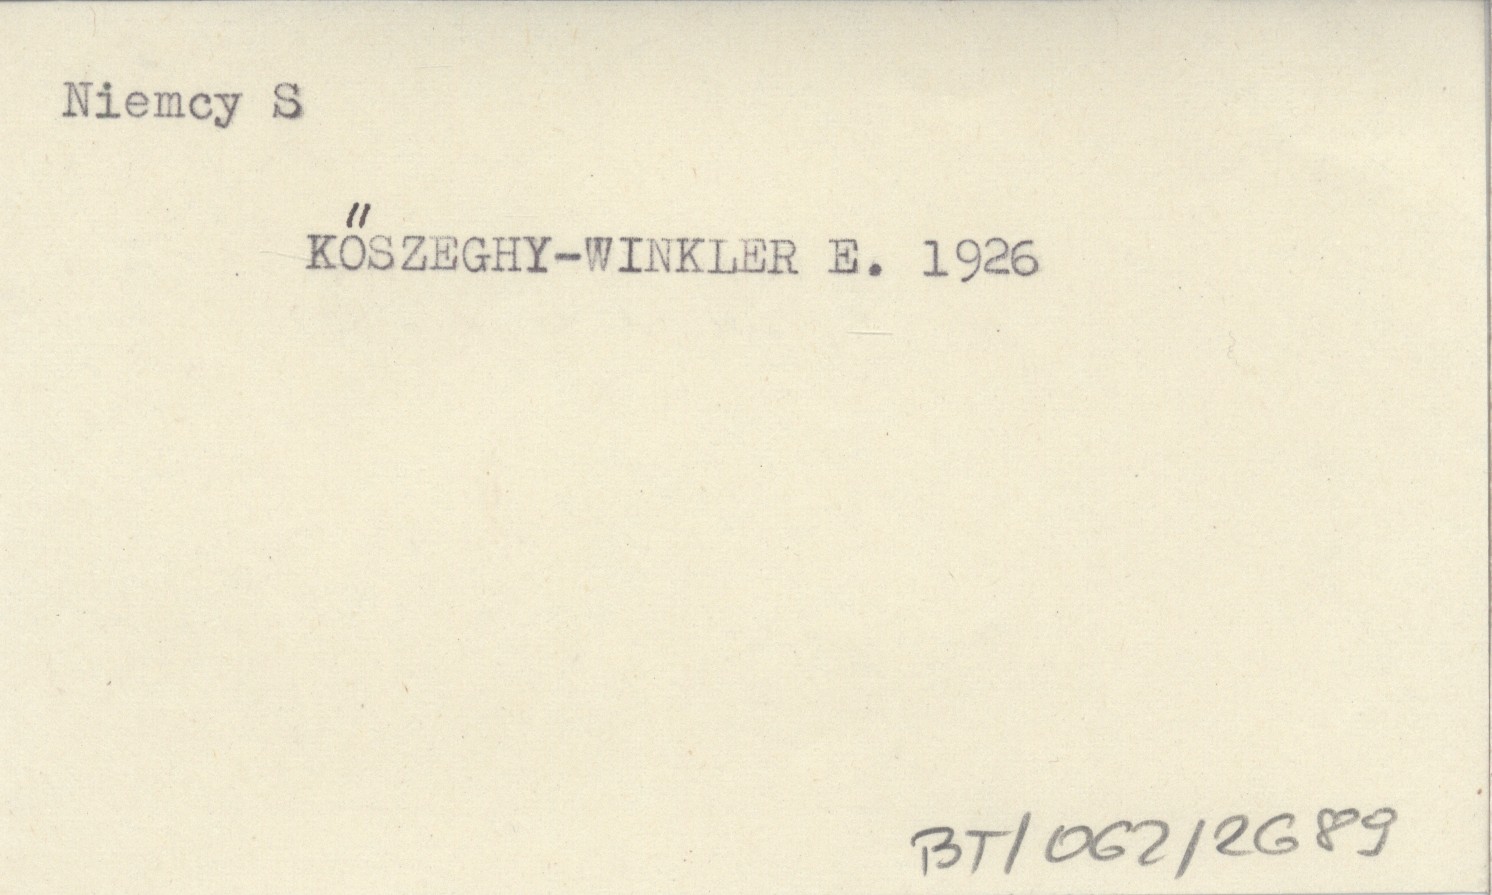 Niemcy S
KŐSZEGHY-WINKLER E. 1926
BT/062/2689